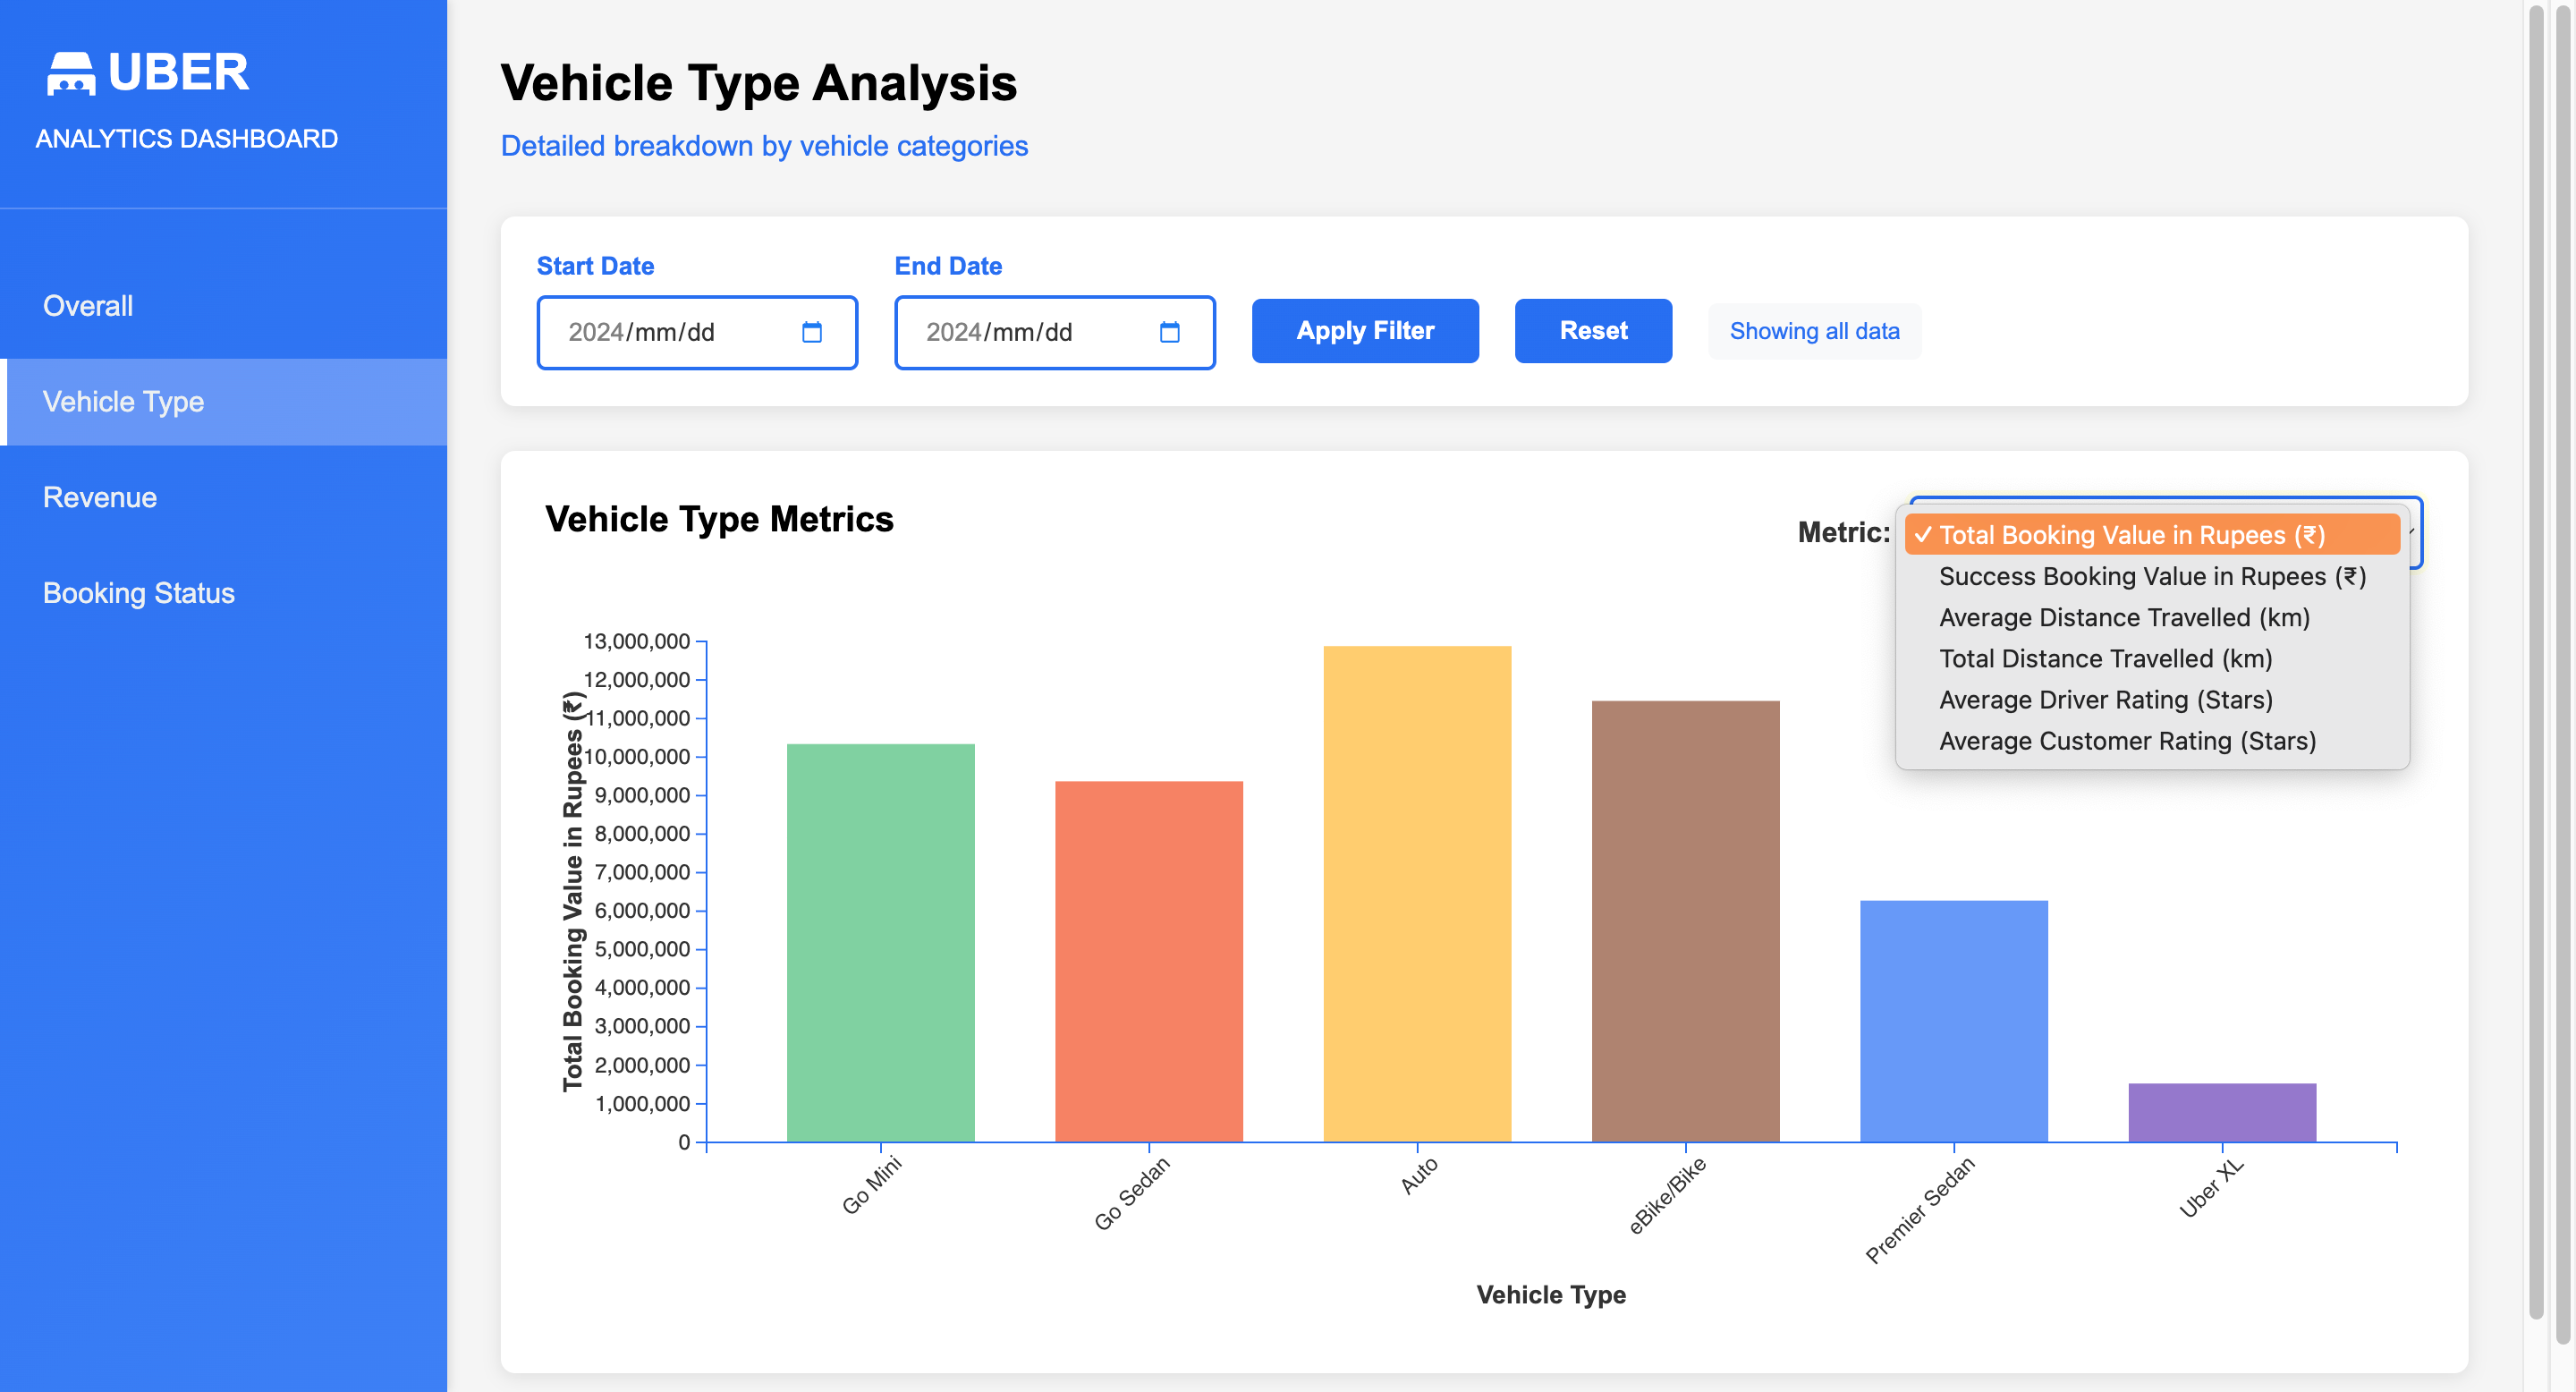 UBER
ANALYTICS DASHBOARD
Overall
Vehicle Type
Revenue
Booking Status
Vehicle Type Analysis
Detailed breakdown by vehicle categories
Start Date
2024/mm/dd
End Date
2024/mm/dd
Apply Filter
Reset
Showing all data
Vehicle Type Metrics
Metric:
✓ Total Booking Value in Rupees (₹)
Success Booking Value in Rupees (₹)
Average Distance Travelled (km)
Total Distance Travelled (km)
Average Driver Rating (Stars)
Average Customer Rating (Stars)
Total Booking Value in Rupees (₹)
13,000,000
12,000,000
11,000,000
10,000,000
9,000,000
8,000,000
7,000,000
6,000,000
5,000,000
4,000,000
3,000,000
2,000,000
1,000,000
0
Go Mini
Go Sedan
Auto
eBike/Bike
Premier Sedan
Uber XL
Vehicle Type